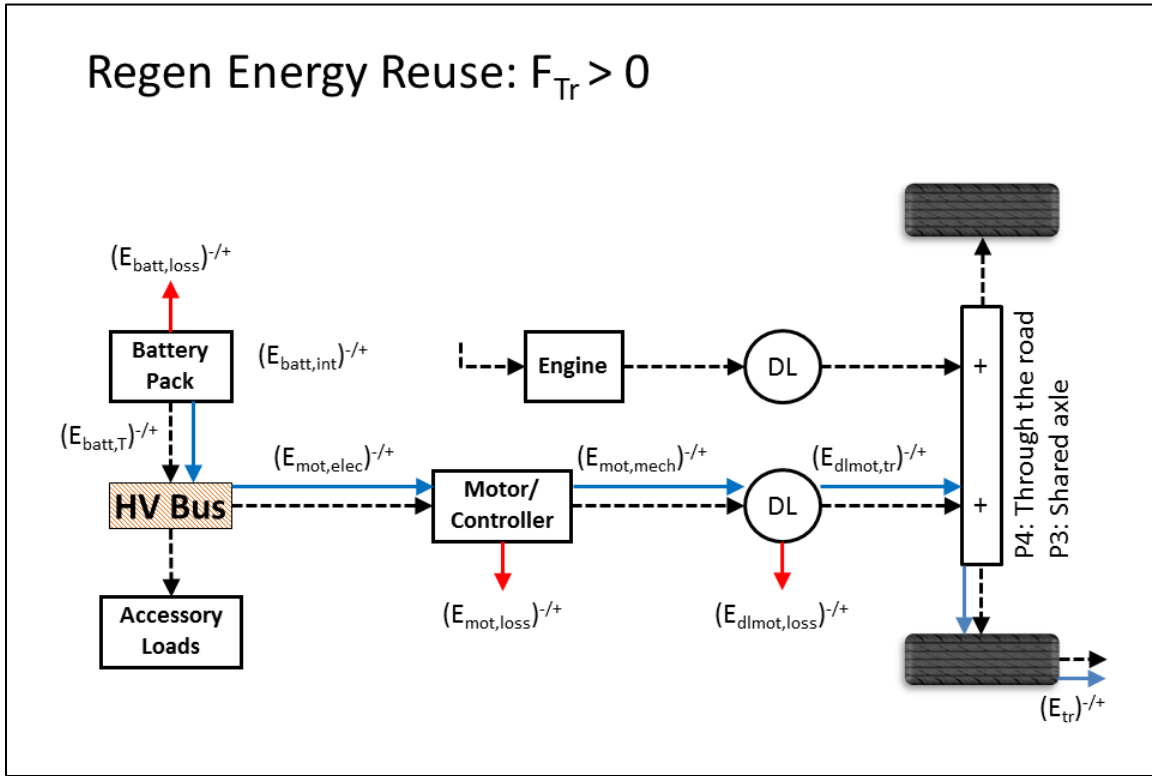 Regen Energy Reuse: F_Tr > 0
(E_batt,loss)^-/+
Battery
Pack
(E_batt,int)^-/+
Engine
DL
+
(E_batt,T)^-/+
(E_mot,elec)^-/+
(E_mot,mech)^-/+
(E_dlmot,tr)^-/+
HV Bus
Motor/
Controller
DL
+
P4: Through the road
P3: Shared axle
Accessory
Loads
(E_mot,loss)^-/+
(E_dlmot,loss)^-/+
(E_tr)^-/+